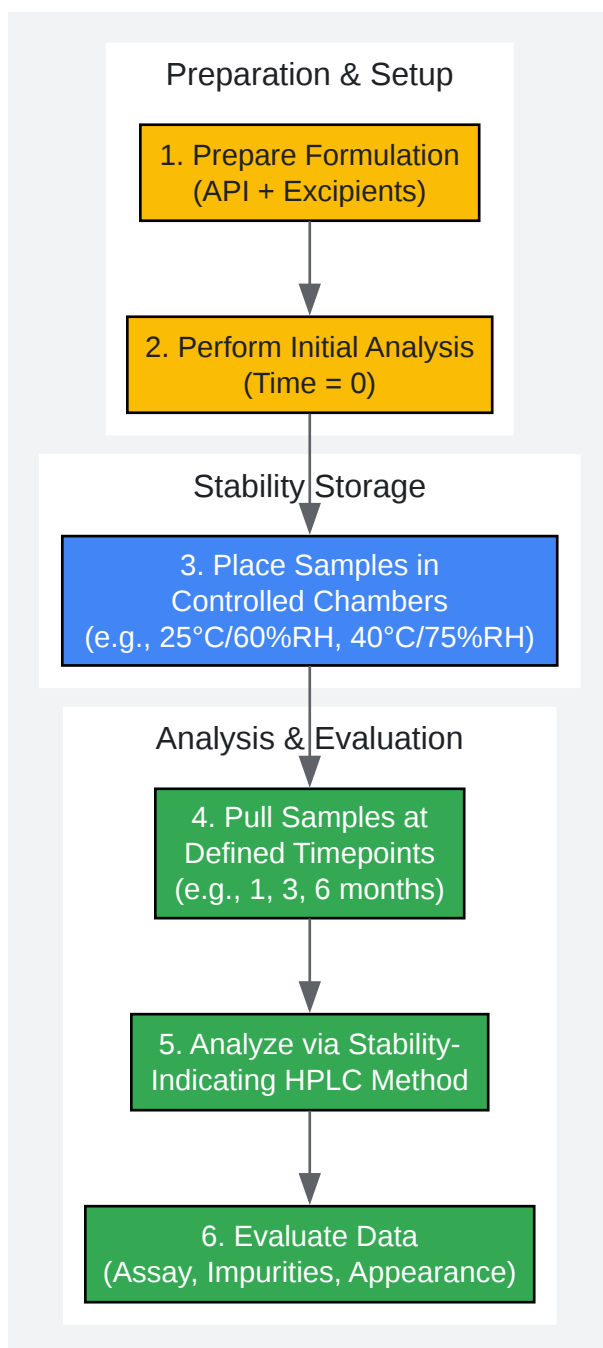 Preparation & Setup
1. Prepare Formulation
(API + Excipients)
2. Perform Initial Analysis
(Time = 0)
Stability Storage
3. Place Samples in
Controlled Chambers
(e.g., 25°C/60%RH, 40°C/75%RH)
Analysis & Evaluation
4. Pull Samples at
Defined Timepoints
(e.g., 1, 3, 6 months)
5. Analyze via Stability-
Indicating HPLC Method
6. Evaluate Data
(Assay, Impurities, Appearance)